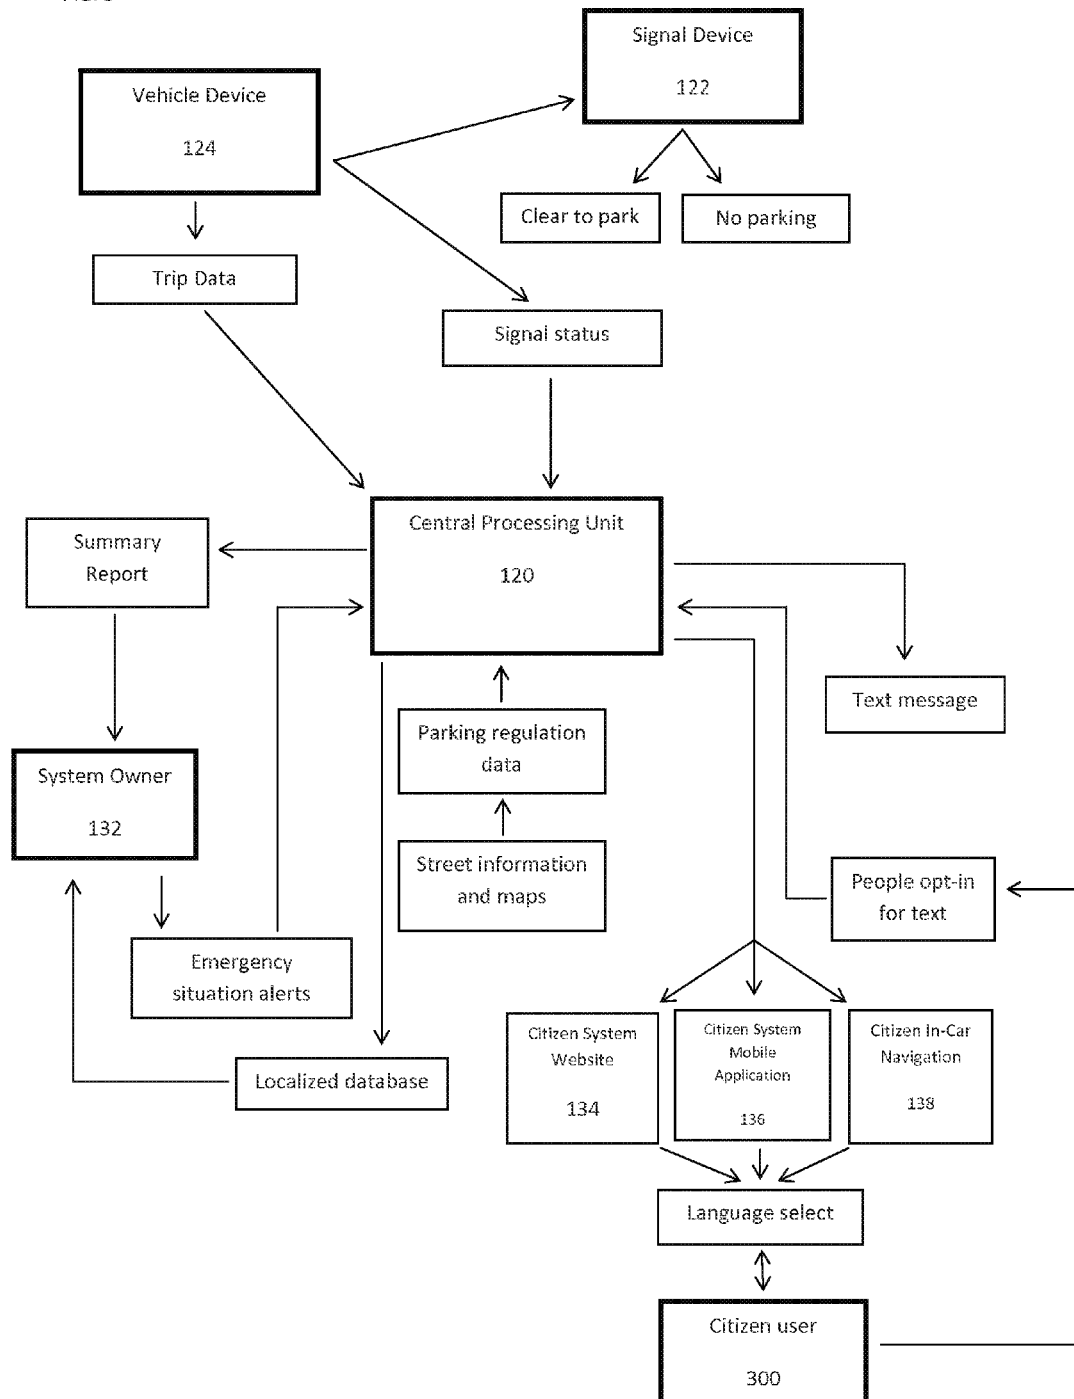 Signal Device
122
Vehicle Device
124
Clear to park
No parking
Trip Data
Signal status
Central Processing Unit
120
Summary
Report
Text message
Parking regulation
data
System Owner
132
Street information
and maps
People opt-in
for text
Emergency
situation alerts
Citizen System
Website
134
Citizen System
Mobile
Application
136
Citizen In-Car
Navigation
138
Localized database
Language select
Citizen user
300